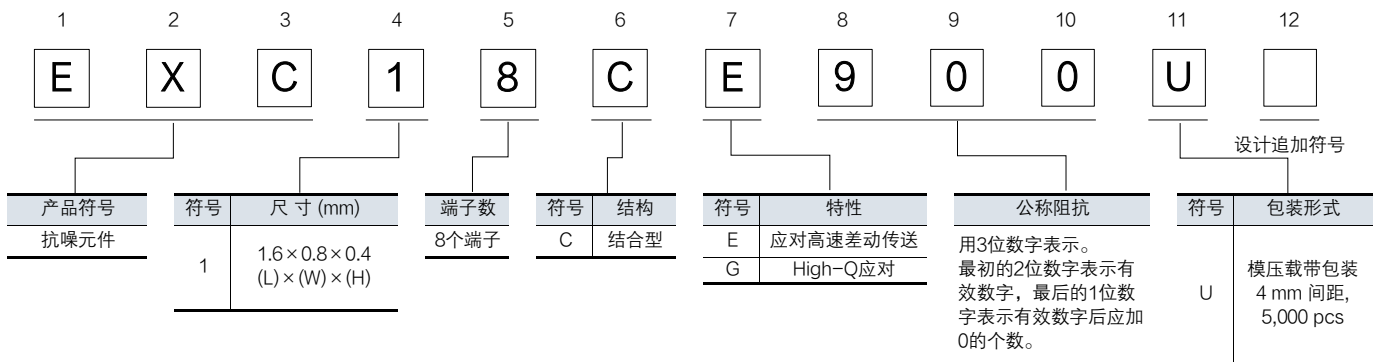 1 2 3 4 5 6 7 8 9 10 11 12
E X C 1 8 C E 9 0 0 U
设计追加符号
产品符号
抗噪元件
符号 尺 寸 (mm)
1 1.6×0.8×0.4
(L)×(W)×(H)
端子数
8个端子
符号 结构
C 结合型
符号 特性
E 应对高速差动传送
G High-Q应对
公称阻抗
用3位数字表示。
最初的2位数字表示有
效数字，最后的1位数
字表示有效数字后应加
0的个数。
符号 包装形式
U 模压载带包装
4 mm 间距,
5,000 pcs